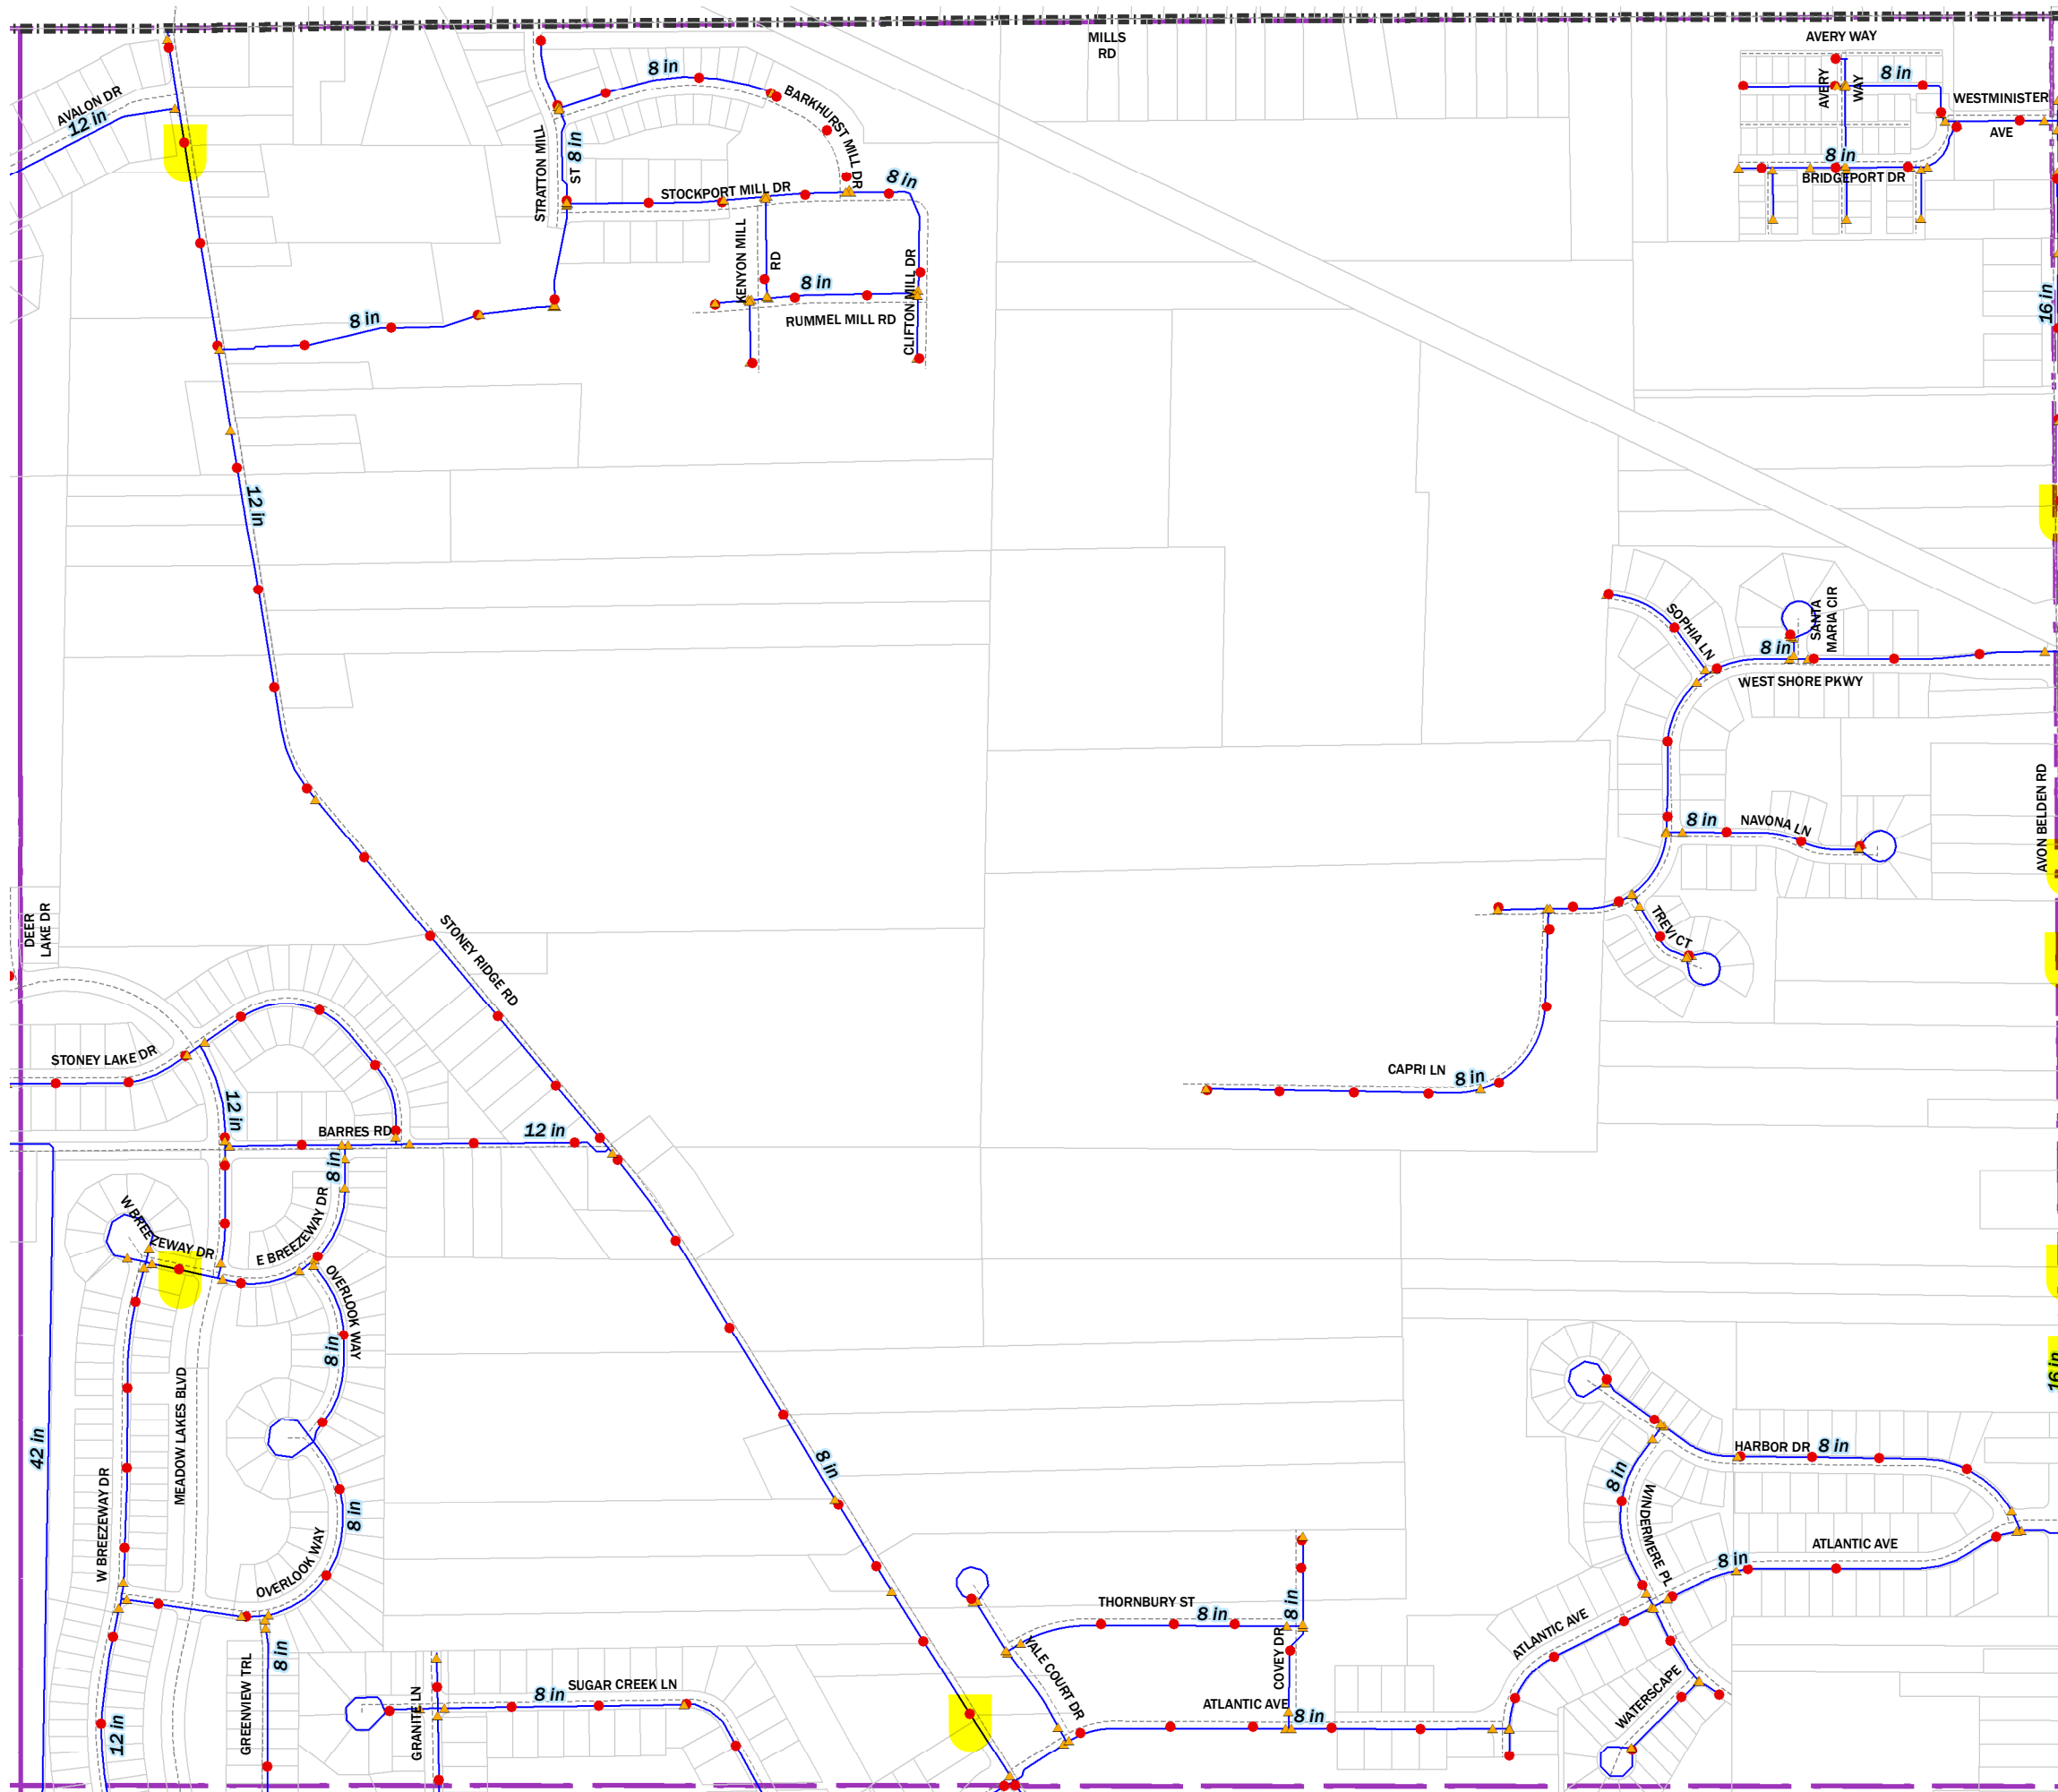 MILLS
RD
AVERY WAY
8 in
8 in
AVERY
WAY
AVALON DR
12 in
BARKHURST MILL DR
WESTMINISTER
AVE
STRATTON MILL
ST
8 in
8 in
BRIDGEPORT DR
STOCKPORT MILL DR
8 in
KENYON MILL
RD
CLIFTON MILL DR
8 in
16 in
8 in
RUMMEL MILL RD
12 in
SOPHIA LN
SANTA
MARIA CIR
8 in
WEST SHORE PKWY
AVON BELDEN RD
8 in
NAVONA LN
DEER
LAKE DR
STONEY RIDGE RD
TREVI CT
STONEY LAKE DR
CAPRI LN
8 in
12 in
BARRES RD
12 in
8 in
W BREEZEWAY DR
E BREEZEWAY DR
OVERLOOK WAY
8 in
16 in
MEADOW LAKES BLVD
42 in
HARBOR DR
8 in
8 in
8 in
W BREEZEWAY DR
8 in
WINDERMERE PL
OVERLOOK WAY
ATLANTIC AVE
8 in
THORNBURY ST
8 in
8 in
ATLANTIC AVE
GREENVIEW TRL
8 in
YALE COURT DR
COVEY DR
WATERSCAPE
SUGAR CREEK LN
8 in
GRANITE LN
ATLANTIC AVE
8 in
12 in